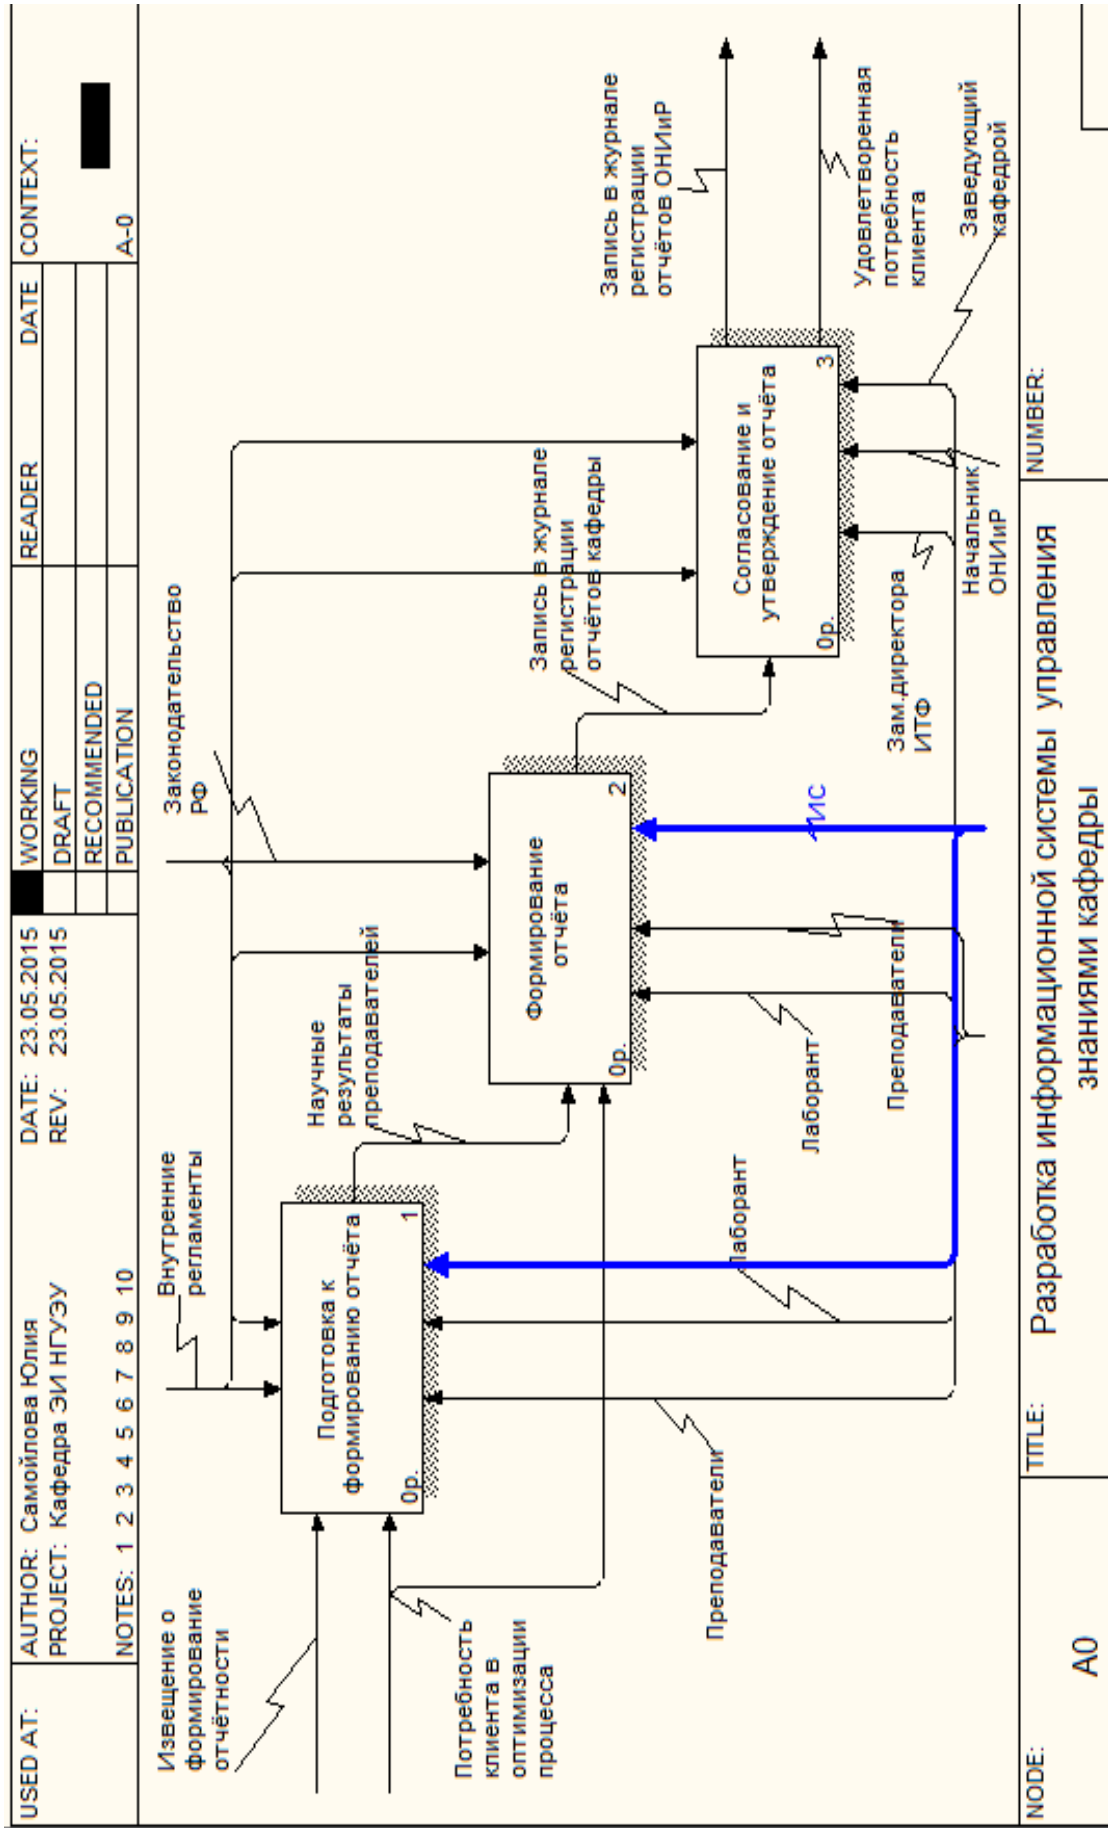 USED AT:
AUTHOR: Самойлова Юлия
DATE: 23.05.2015
PROJECT: Кафедра ЭИ НГУЭУ
REV: 23.05.2015
NOTES: 1 2 3 4 5 6 7 8 9 10
WORKING
DRAFT
RECOMMENDED
PUBLICATION
READER
DATE
CONTEXT:
A-0
Извещение о
формирование
отчётности
Потребность
клиента в
оптимизации
процесса
Внутренние
регламенты
Законодательство
РФ
Подготовка к
формированию отчёта
0р.
1
Научные
результаты
преподавателей
Формирование
отчёта
0р.
2
Запись в журнале
регистрации
отчётов кафедры
Согласование и
утверждение отчёта
0р.
3
Запись в журнале
регистрации
отчётов ОНИиР
Удовлетворенная
потребность
клиента
Преподаватели
Лаборант
Лаборант
Преподаватели
ИС
Зам.директора
ИТФ
Начальник
ОНИиР
Заведующий
кафедрой
NODE:
A0
TITLE:
Разработка информационной системы управления
знаниями кафедры
NUMBER: